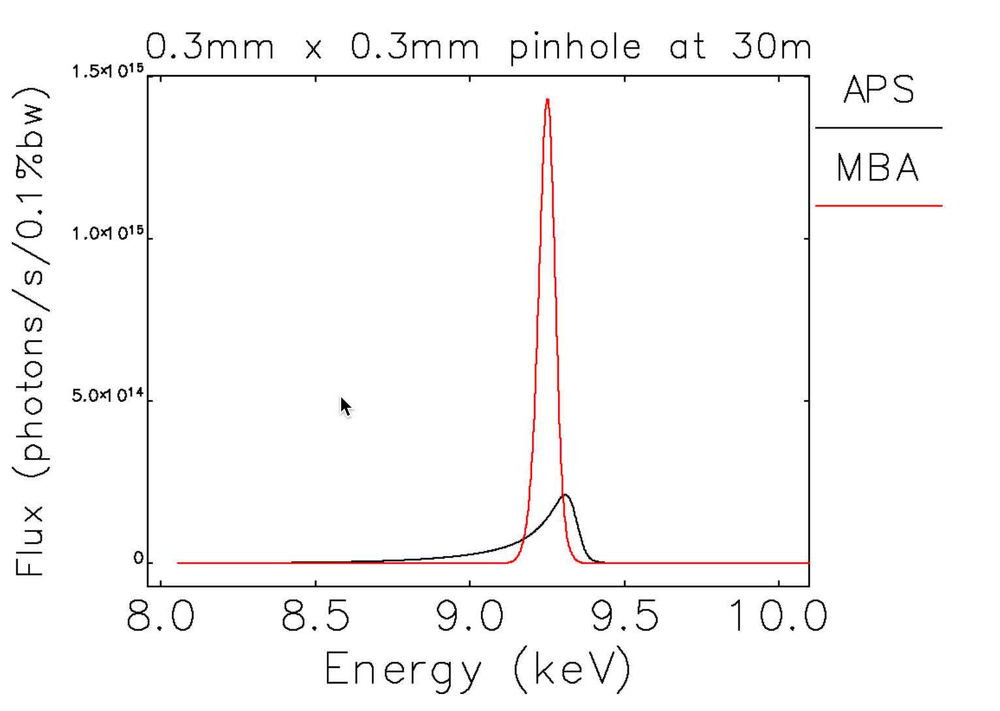 0.3mm x 0.3mm pinhole at 30m
1.5×10¹⁵
1.0×10¹⁵
5.0×10¹⁴
0
Flux (photons/s/0.1%bw)
8.0 8.5 9.0 9.5 10.0
Energy (keV)
APS
MBA